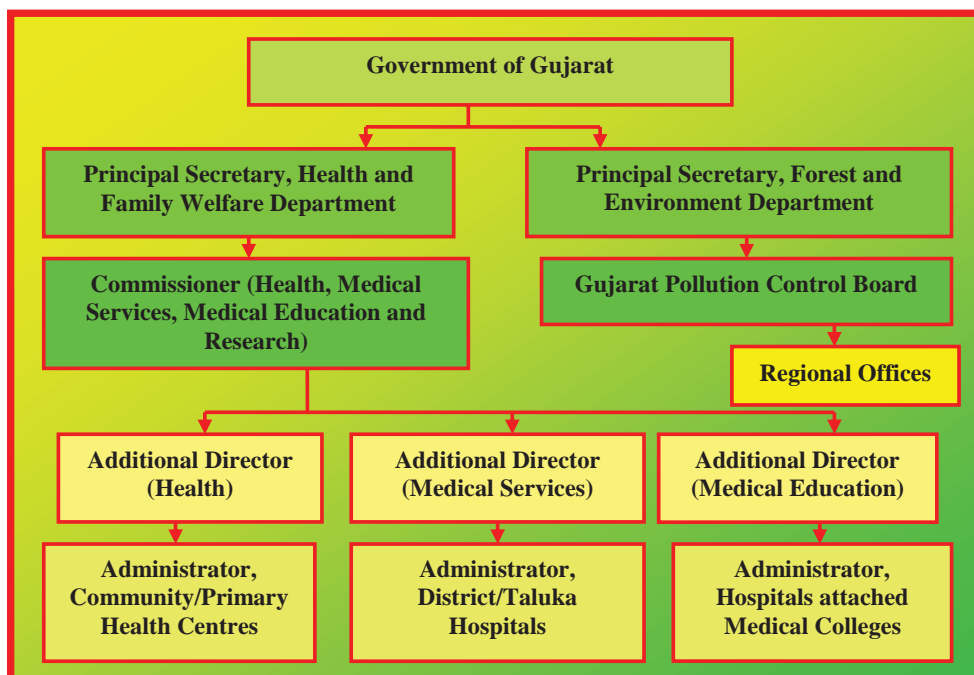 Government of Gujarat
Principal Secretary, Health and
Family Welfare Department
Principal Secretary, Forest and
Environment Department
Commissioner (Health, Medical
Services, Medical Education and
Research)
Gujarat Pollution Control Board
Regional Offices
Additional Director
(Health)
Additional Director
(Medical Services)
Additional Director
(Medical Education)
Administrator,
Community/Primary
Health Centres
Administrator,
District/Taluka
Hospitals
Administrator,
Hospitals attached
Medical Colleges